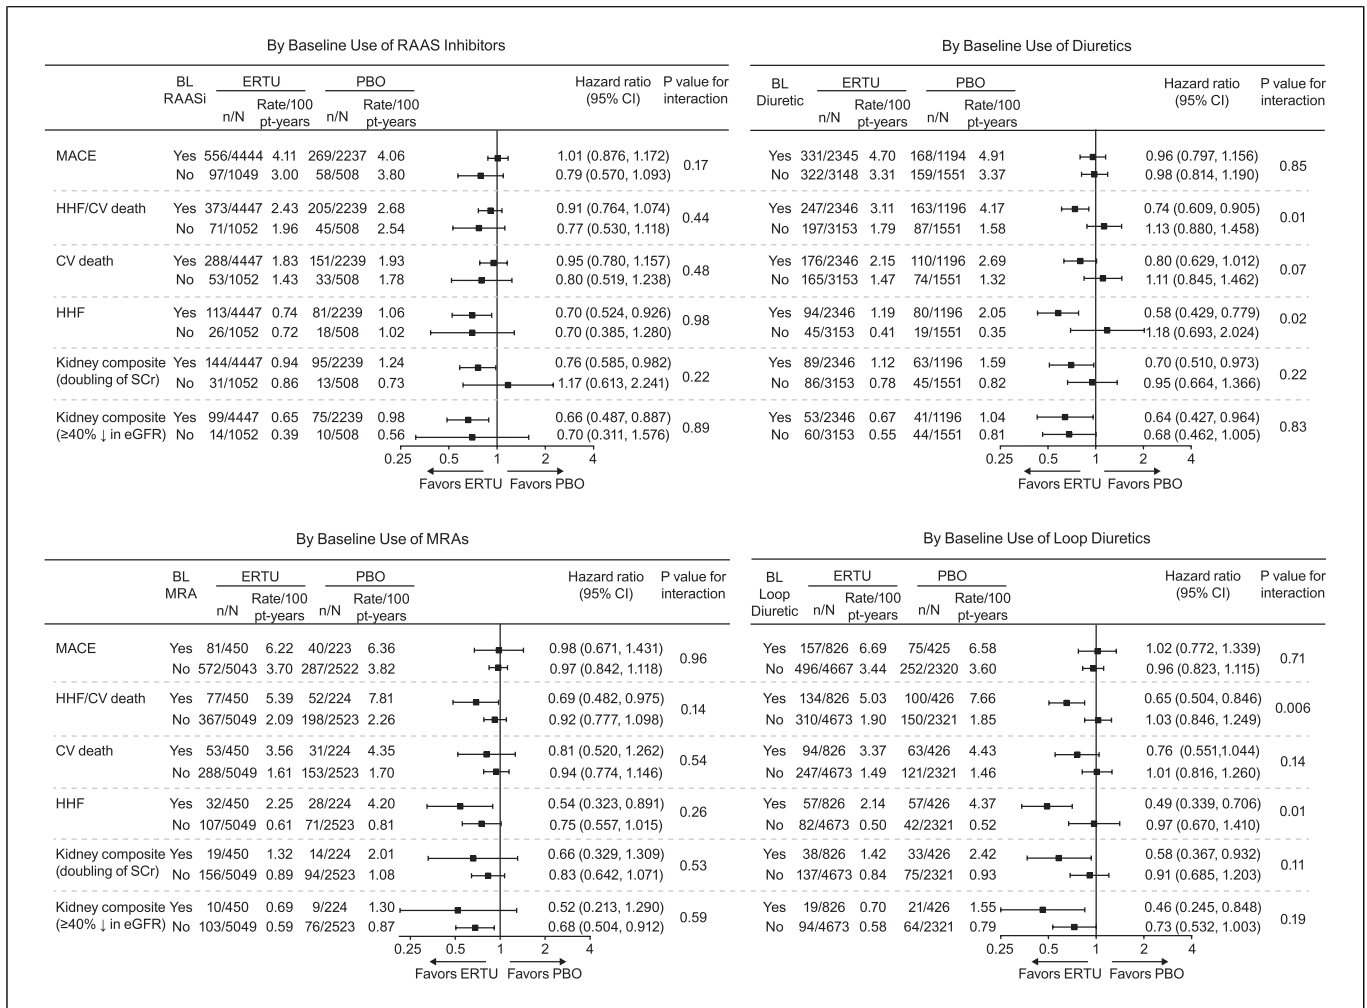 By Baseline Use of RAAS Inhibitors
BL RAASi ERTU PBO Hazard ratio (95% CI) P value for interaction
n/N Rate/100 pt-years n/N Rate/100 pt-years
MACE Yes 556/4444 4.11 269/2237 4.06 1.01 (0.876, 1.172) 0.17
No 97/1049 3.00 58/508 3.80 0.79 (0.570, 1.093)
HHF/CV death Yes 373/4447 2.43 205/2239 2.68 0.91 (0.764, 1.074) 0.44
No 71/1052 1.96 45/508 2.54 0.77 (0.530, 1.118)
CV death Yes 288/4447 1.83 151/2239 1.93 0.95 (0.780, 1.157) 0.48
No 53/1052 1.43 33/508 1.78 0.80 (0.519, 1.238)
HHF Yes 113/4447 0.74 81/2239 1.06 0.70 (0.524, 0.926) 0.98
No 26/1052 0.72 18/508 1.02 0.70 (0.385, 1.280)
Kidney composite Yes 144/4447 0.94 95/2239 1.24 0.76 (0.585, 0.982) 0.22
(doubling of SCr) No 31/1052 0.86 13/508 0.73 1.17 (0.613, 2.241)
Kidney composite Yes 99/4447 0.65 75/2239 0.98 0.66 (0.487, 0.887) 0.89
(≥40% ↓ in eGFR) No 14/1052 0.39 10/508 0.56 0.70 (0.311, 1.576)
0.25 0.5 1 2 4
Favors ERTU Favors PBO
By Baseline Use of Diuretics
BL Diuretic ERTU PBO Hazard ratio (95% CI) P value for interaction
n/N Rate/100 pt-years n/N Rate/100 pt-years
Yes 331/2345 4.70 168/1194 4.91 0.96 (0.797, 1.156) 0.85
No 322/3148 3.31 159/1551 3.37 0.98 (0.814, 1.190)
Yes 247/2346 3.11 163/1196 4.17 0.74 (0.609, 0.905) 0.01
No 197/3153 1.79 87/1551 1.58 1.13 (0.880, 1.458)
Yes 176/2346 2.15 110/1196 2.69 0.80 (0.629, 1.012) 0.07
No 165/3153 1.47 74/1551 1.32 1.11 (0.845, 1.462)
Yes 94/2346 1.19 80/1196 2.05 0.58 (0.429, 0.779) 0.02
No 45/3153 0.41 19/1551 0.35 1.18 (0.693, 2.024)
Yes 89/2346 1.12 63/1196 1.59 0.70 (0.510, 0.973) 0.22
No 86/3153 0.78 45/1551 0.82 0.95 (0.664, 1.366)
Yes 53/2346 0.67 41/1196 1.04 0.64 (0.427, 0.964) 0.83
No 60/3153 0.55 44/1551 0.81 0.68 (0.462, 1.005)
0.25 0.5 1 2 4
Favors ERTU Favors PBO
By Baseline Use of MRAs
BL MRA ERTU PBO Hazard ratio (95% CI) P value for interaction
n/N Rate/100 pt-years n/N Rate/100 pt-years
MACE Yes 81/450 6.22 40/223 6.36 0.98 (0.671, 1.431) 0.96
No 572/5043 3.70 287/2522 3.82 0.97 (0.842, 1.118)
HHF/CV death Yes 77/450 5.39 52/224 7.81 0.69 (0.482, 0.975) 0.14
No 367/5049 2.09 198/2523 2.26 0.92 (0.777, 1.098)
CV death Yes 53/450 3.56 31/224 4.35 0.81 (0.520, 1.262) 0.54
No 288/5049 1.61 153/2523 1.70 0.94 (0.774, 1.146)
HHF Yes 32/450 2.25 28/224 4.20 0.54 (0.323, 0.891) 0.26
No 107/5049 0.61 71/2523 0.81 0.75 (0.557, 1.015)
Kidney composite Yes 19/450 1.32 14/224 2.01 0.66 (0.329, 1.309) 0.53
(doubling of SCr) No 156/5049 0.89 94/2523 1.08 0.83 (0.642, 1.071)
Kidney composite Yes 10/450 0.69 9/224 1.30 0.52 (0.213, 1.290) 0.59
(≥40% ↓ in eGFR) No 103/5049 0.59 76/2523 0.87 0.68 (0.504, 0.912)
0.25 0.5 1 2 4
Favors ERTU Favors PBO
By Baseline Use of Loop Diuretics
BL Loop Diuretic ERTU PBO Hazard ratio (95% CI) P value for interaction
n/N Rate/100 pt-years n/N Rate/100 pt-years
Yes 157/826 6.69 75/425 6.58 1.02 (0.772, 1.339) 0.71
No 496/4667 3.44 252/2320 3.60 0.96 (0.823, 1.115)
Yes 134/826 5.03 100/426 7.66 0.65 (0.504, 0.846) 0.006
No 310/4673 1.90 150/2321 1.85 1.03 (0.846, 1.249)
Yes 94/826 3.37 63/426 4.43 0.76 (0.551,1.044) 0.14
No 247/4673 1.49 121/2321 1.46 1.01 (0.816, 1.260)
Yes 57/826 2.14 57/426 4.37 0.49 (0.339, 0.706) 0.01
No 82/4673 0.50 42/2321 0.52 0.97 (0.670, 1.410)
Yes 38/826 1.42 33/426 2.42 0.58 (0.367, 0.932) 0.11
No 137/4673 0.84 75/2321 0.93 0.91 (0.685, 1.203)
Yes 19/826 0.70 21/426 1.55 0.46 (0.245, 0.848) 0.19
No 94/4673 0.58 64/2321 0.79 0.73 (0.532, 1.003)
0.25 0.5 1 2 4
Favors ERTU Favors PBO